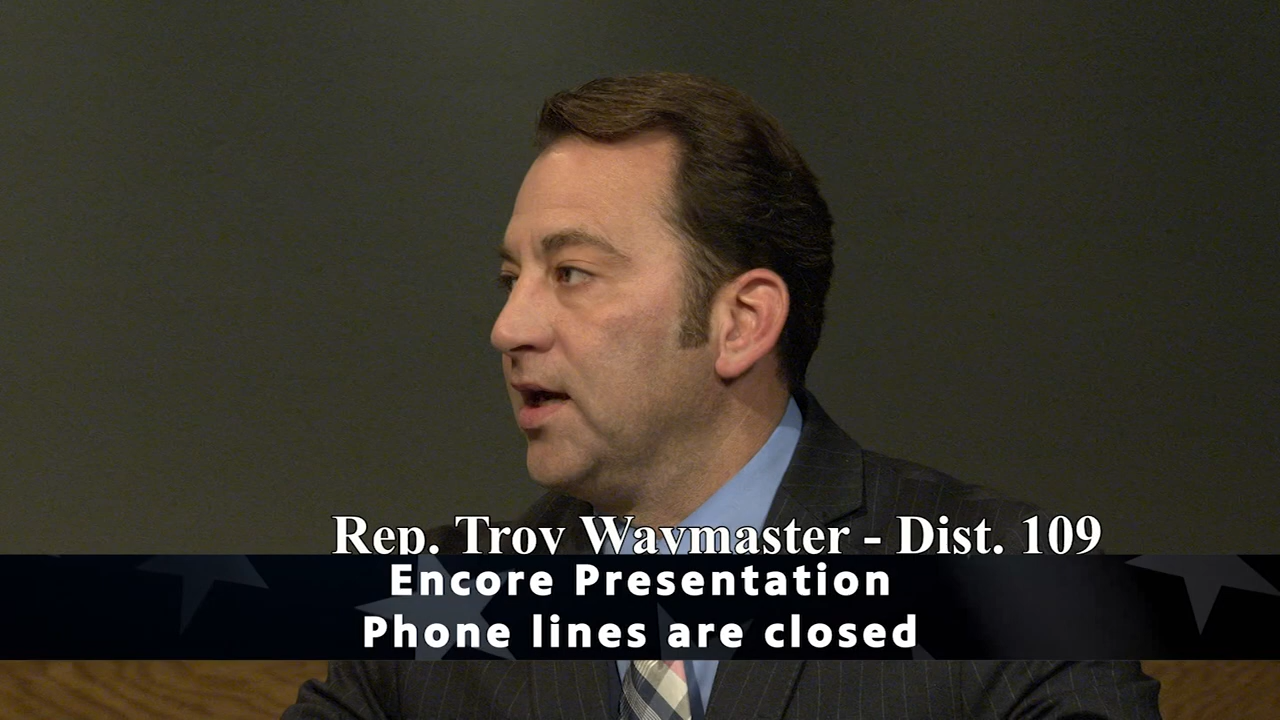 Rep. Troy Waymaster - Dist. 109
Encore Presentation
Phone lines are closed